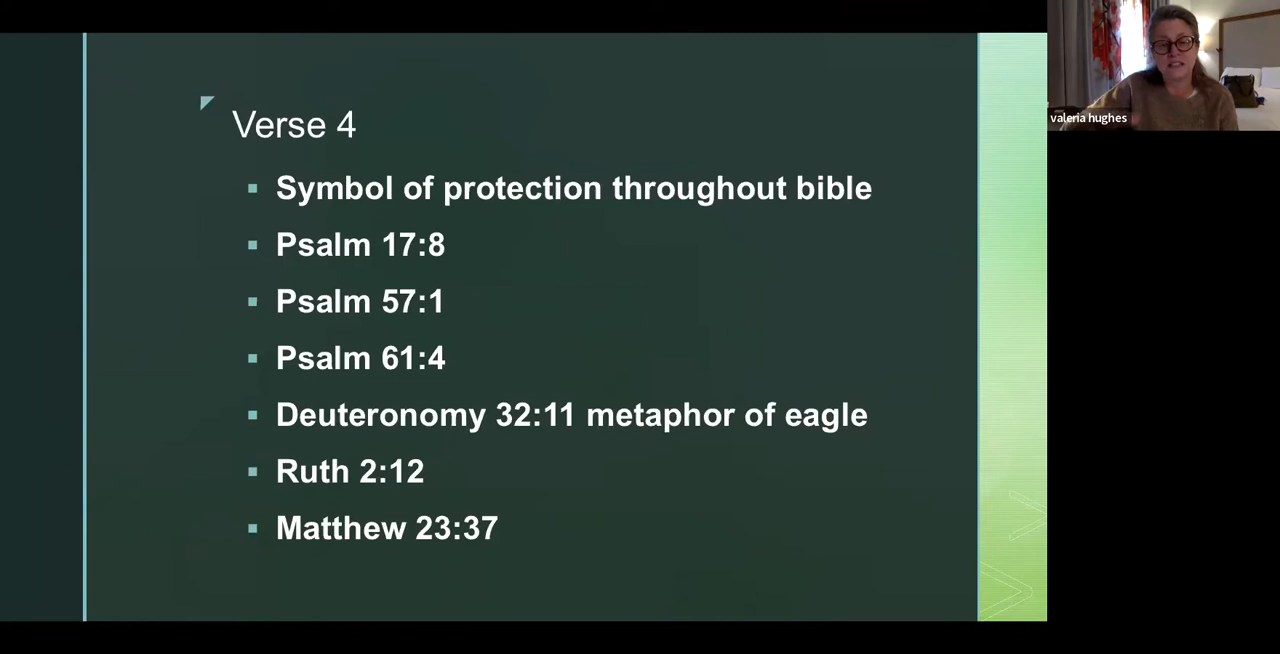 Verse 4
Symbol of protection throughout bible
Psalm 17:8
Psalm 57:1
Psalm 61:4
Deuteronomy 32:11 metaphor of eagle
Ruth 2:12
Matthew 23:37
valeria hughes